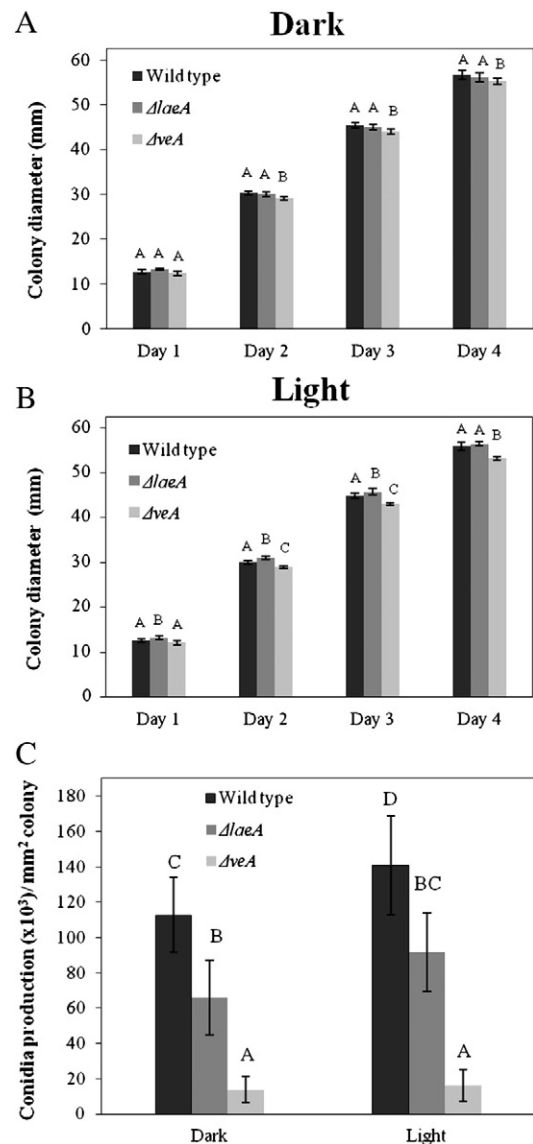 A
Dark
Colony diameter (mm)
60
50
40
30
20
10
0
Wild type
ΔlaeA
ΔveA
A A A
A A B
A A B
A A B
Day 1 Day 2 Day 3 Day 4
B
Light
Colony diameter (mm)
60
50
40
30
20
10
0
Wild type
ΔlaeA
ΔveA
A B A
A B C
A B C
A A B
Day 1 Day 2 Day 3 Day 4
C
Conidia production (x10³)/mm² colony
180
160
140
120
100
80
60
40
20
0
Wild type
ΔlaeA
ΔveA
C B A
D BC A
Dark Light